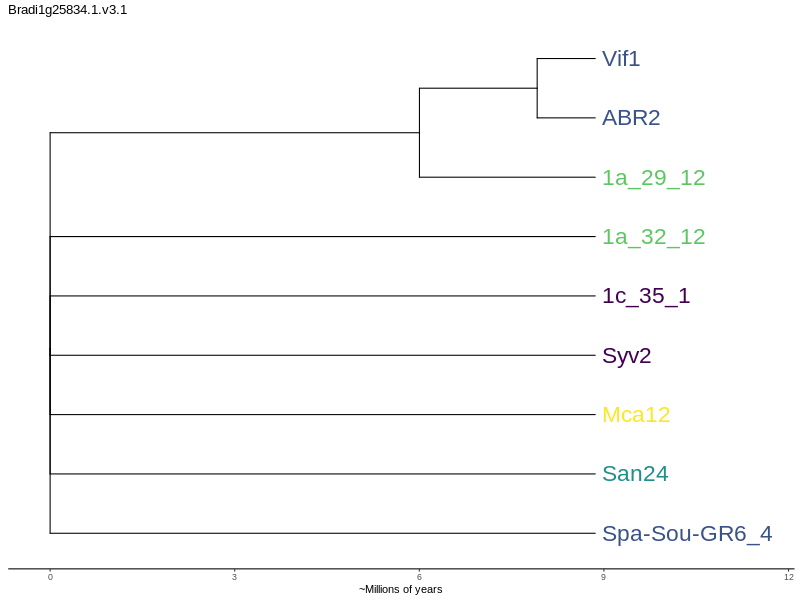 Bradi1g25834.1.v3.1
Vif1
ABR2
1a_29_12
1a_32_12
1c_35_1
Syv2
Mca12
San24
Spa-Sou-GR6_4
0 3 6 9 12
~Millions of years